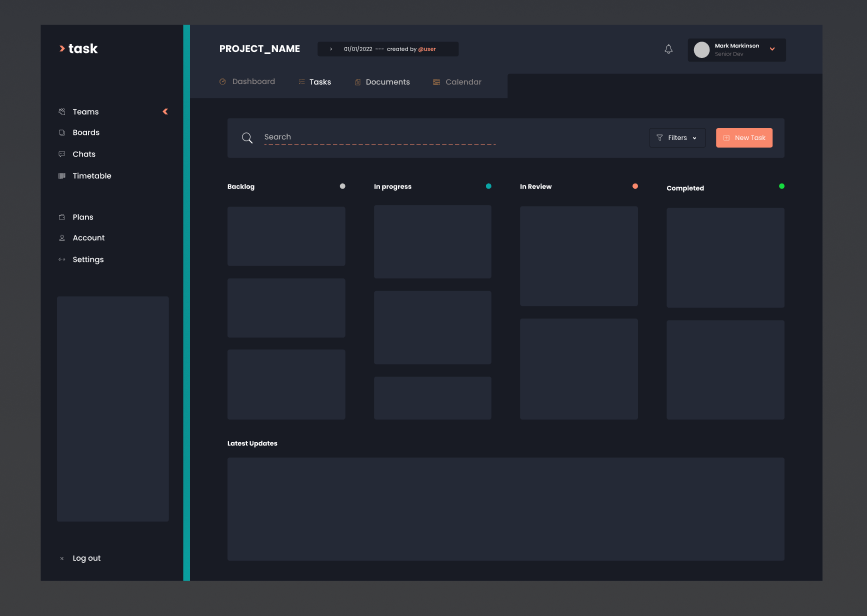 task
PROJECT_NAME
01/01/2022 --- created by @user
Mark Markinson
Senior Dev
Dashboard
Tasks
Documents
Calendar
Teams
Boards
Chats
Timetable
Plans
Account
Settings
Log out
Search
Filters
New Task
Backlog
In progress
In Review
Completed
Latest Updates